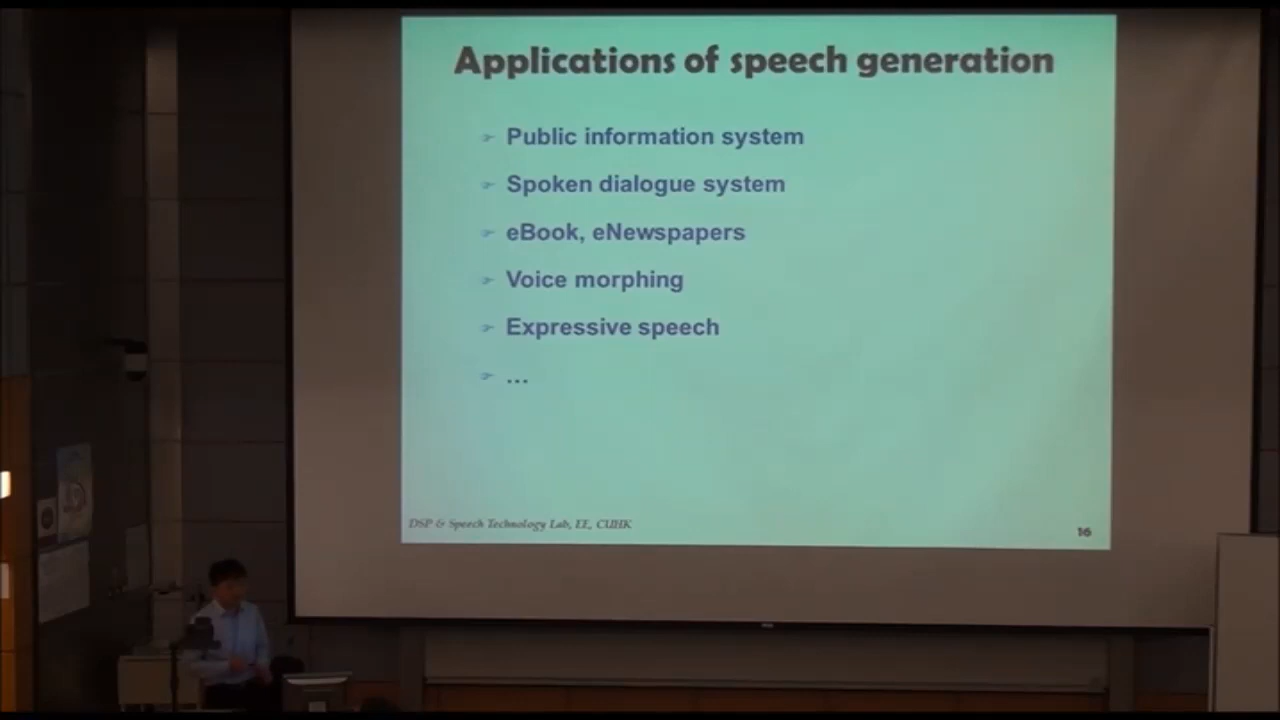 Applications of speech generation
Public information system
Spoken dialogue system
eBook, eNewspapers
Voice morphing
Expressive speech
...
DSP & Speech Technology Lab, EE, CUHK
16